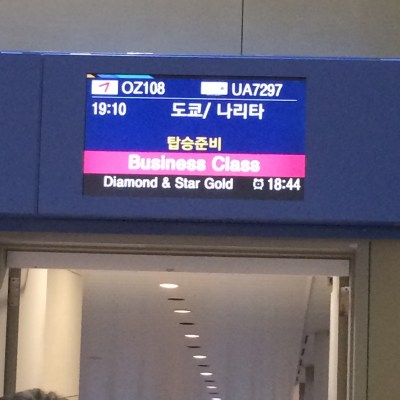 OZ108 UA7297
19:10 도쿄/ 나리타
탑승준비
Business Class
Diamond & Star Gold 18:44